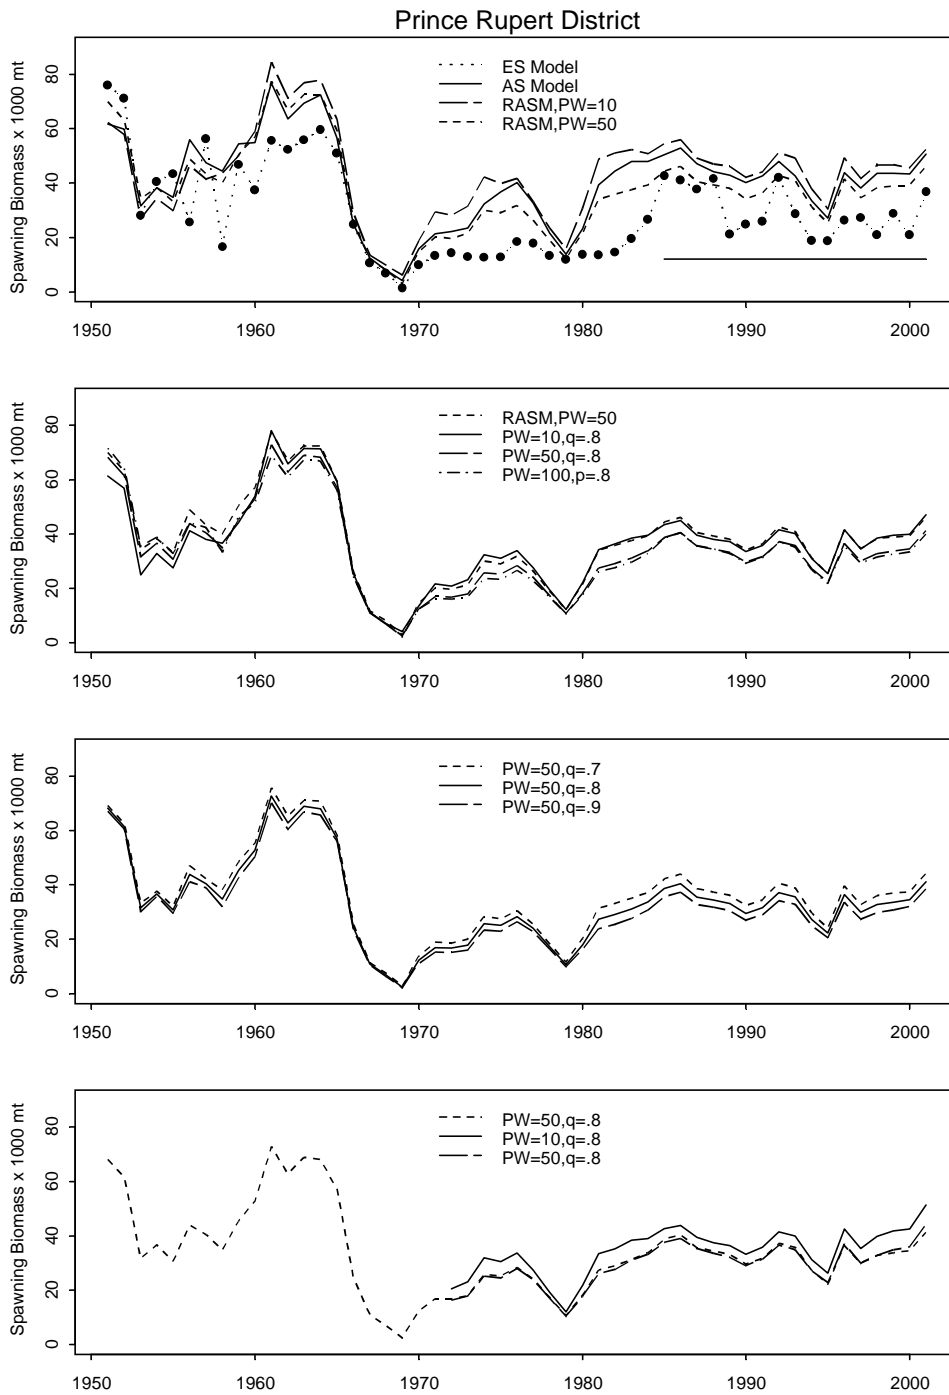 Prince Rupert District
Spawning Biomass x 1000 mt
0 20 40 60 80
ES Model
AS Model
RASM,PW=10
RASM,PW=50
1950 1960 1970 1980 1990 2000
Spawning Biomass x 1000 mt
0 20 40 60 80
RASM,PW=50
PW=10,q=.8
PW=50,q=.8
PW=100,p=.8
1950 1960 1970 1980 1990 2000
Spawning Biomass x 1000 mt
0 20 40 60 80
PW=50,q=.7
PW=50,q=.8
PW=50,q=.9
1950 1960 1970 1980 1990 2000
Spawning Biomass x 1000 mt
0 20 40 60 80
PW=50,q=.8
PW=10,q=.8
PW=50,q=.8
1950 1960 1970 1980 1990 2000